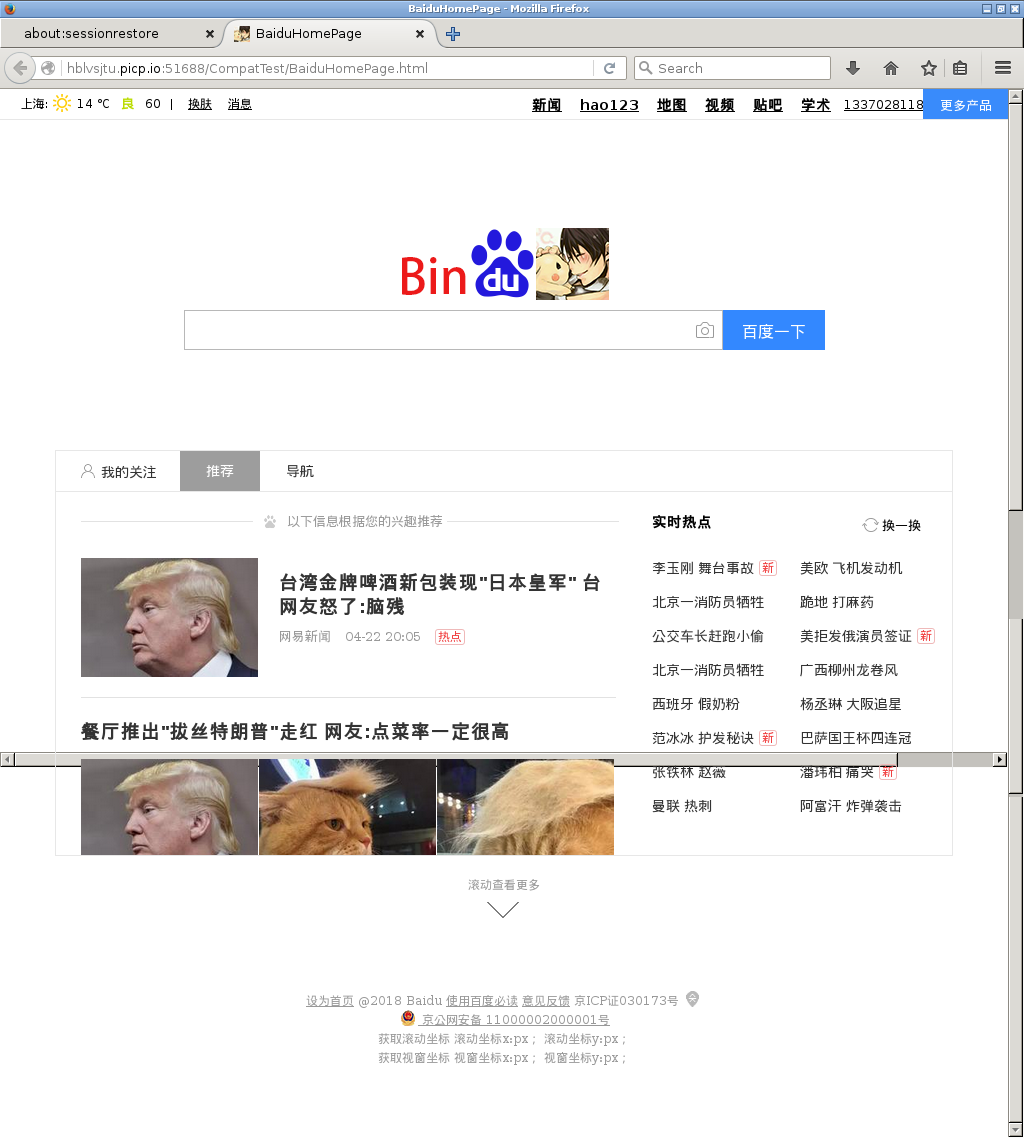 BaiduHomePage - Mozilla Firefox
about:sessionrestore
BaiduHomePage
hblvsjtu.picp.io:51688/CompatTest/BaiduHomePage.html
Search
上海: 14 ℃ 良 60 | 换肤 消息
新闻 hao123 地图 视频 贴吧 学术 1337028118 更多产品
Bin du
百度一下
我的关注 推荐 导航
以下信息根据您的兴趣推荐
台湾金牌啤酒新包装现"日本皇军" 台
网友怒了:脑残
网易新闻 04-22 20:05 热点
餐厅推出"拔丝特朗普"走红 网友:点菜率一定很高
实时热点 换一换
李玉刚 舞台事故 新 美欧 飞机发动机
北京一消防员牺牲 跪地 打麻药
公交车长赶跑小偷 美拒发俄演员签证 新
北京一消防员牺牲 广西柳州龙卷风
西班牙 假奶粉 杨丞琳 大阪追星
范冰冰 护发秘诀 新 巴萨国王杯四连冠
张铁林 赵薇 潘玮柏 痛哭 新
曼联 热刺 阿富汗 炸弹袭击
滚动查看更多
设为首页 @2018 Baidu 使用百度必读 意见反馈 京ICP证030173号
京公网安备 11000002000001号
获取滚动坐标 滚动坐标x:px； 滚动坐标y:px；
获取视窗坐标 视窗坐标x:px； 视窗坐标y:px；